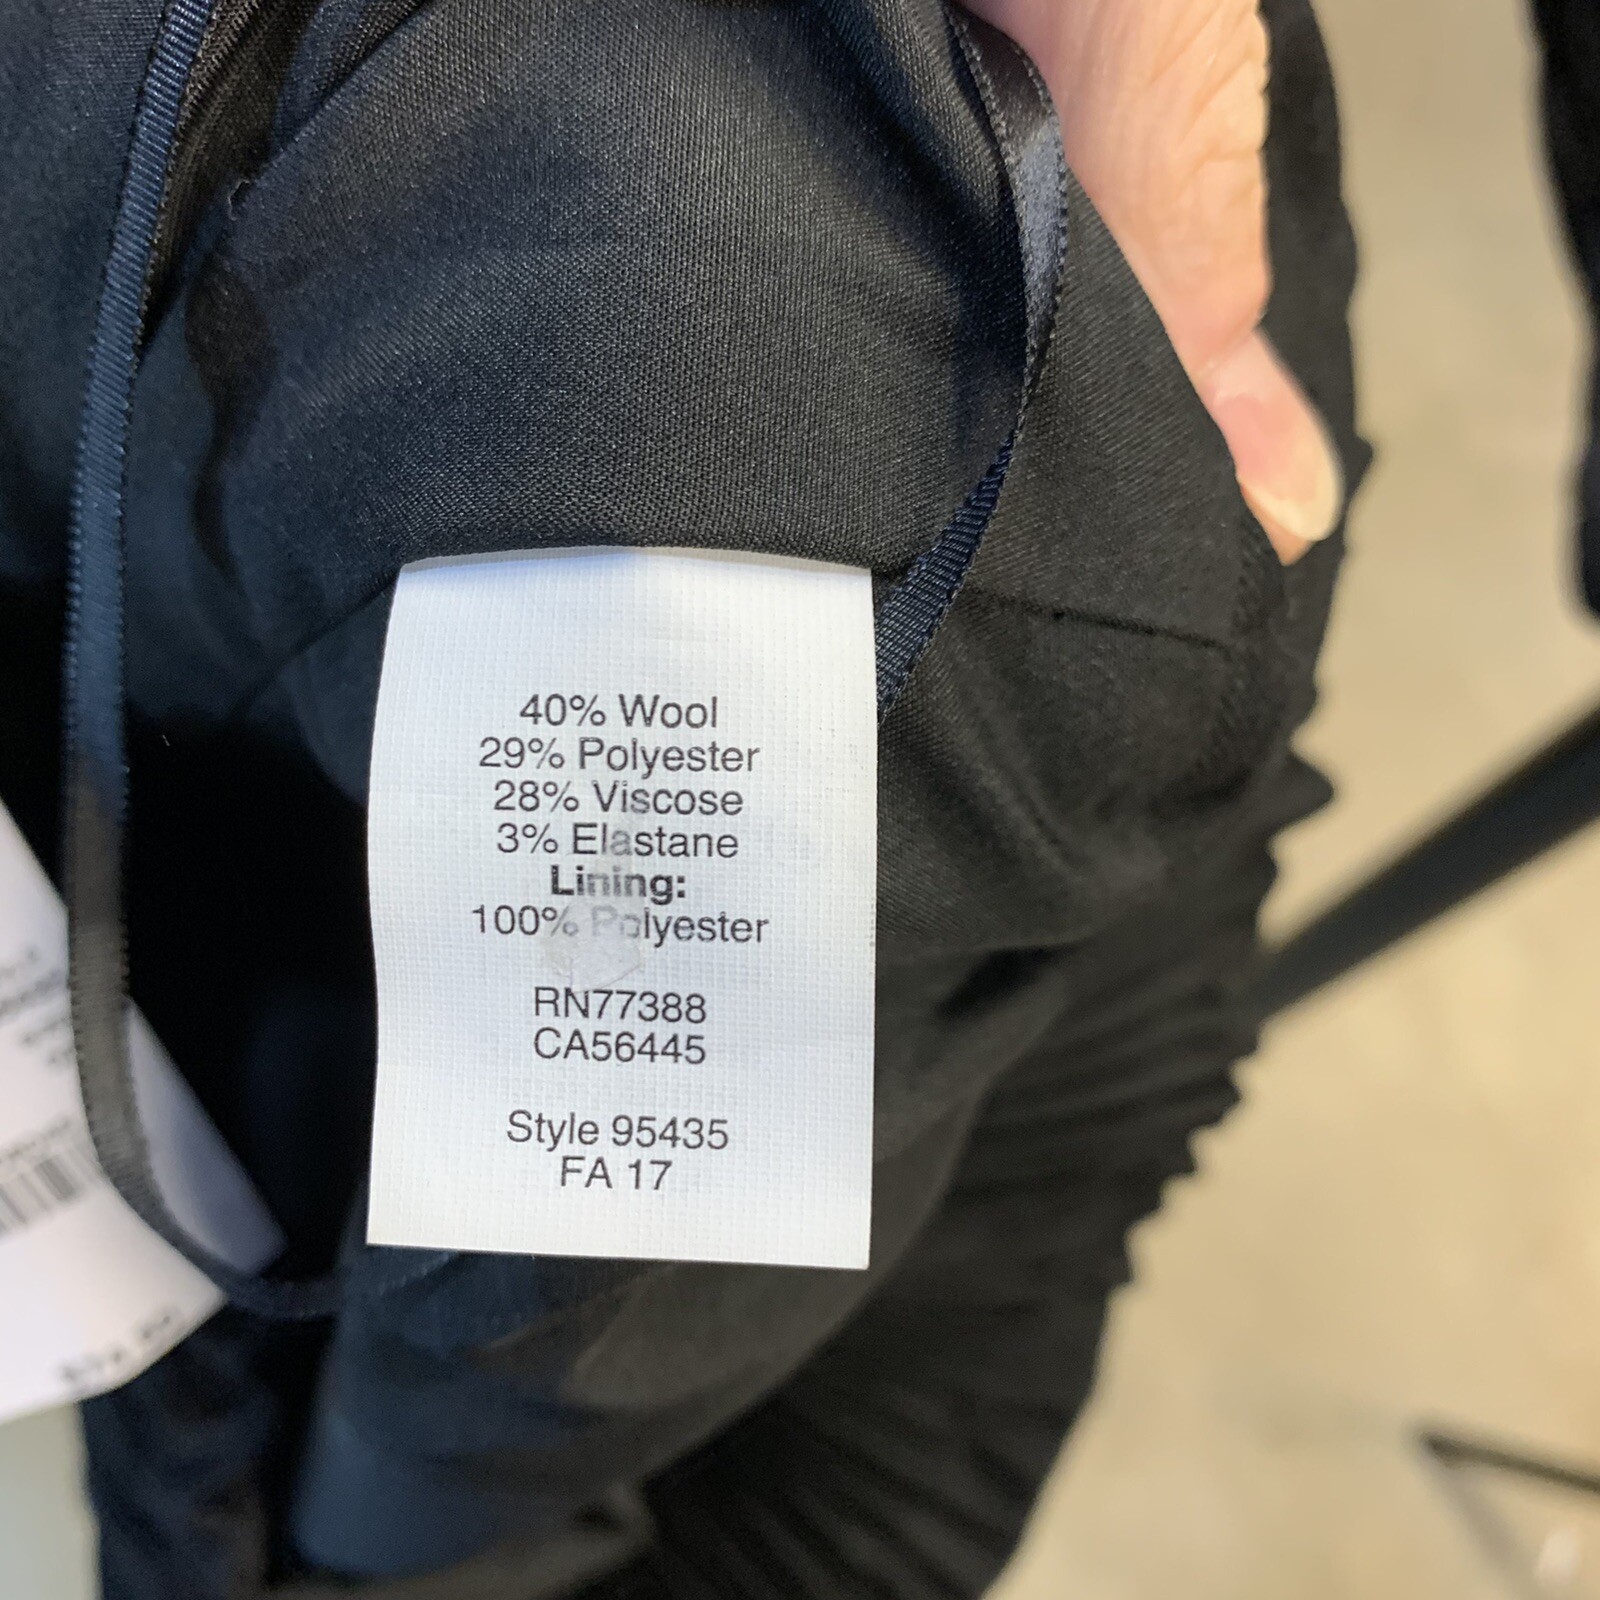 40% Wool
29% Polyester
28% Viscose
3% Elastane
Lining:
100% Polyester
RN77388
CA56445
Style 95435
FA 17